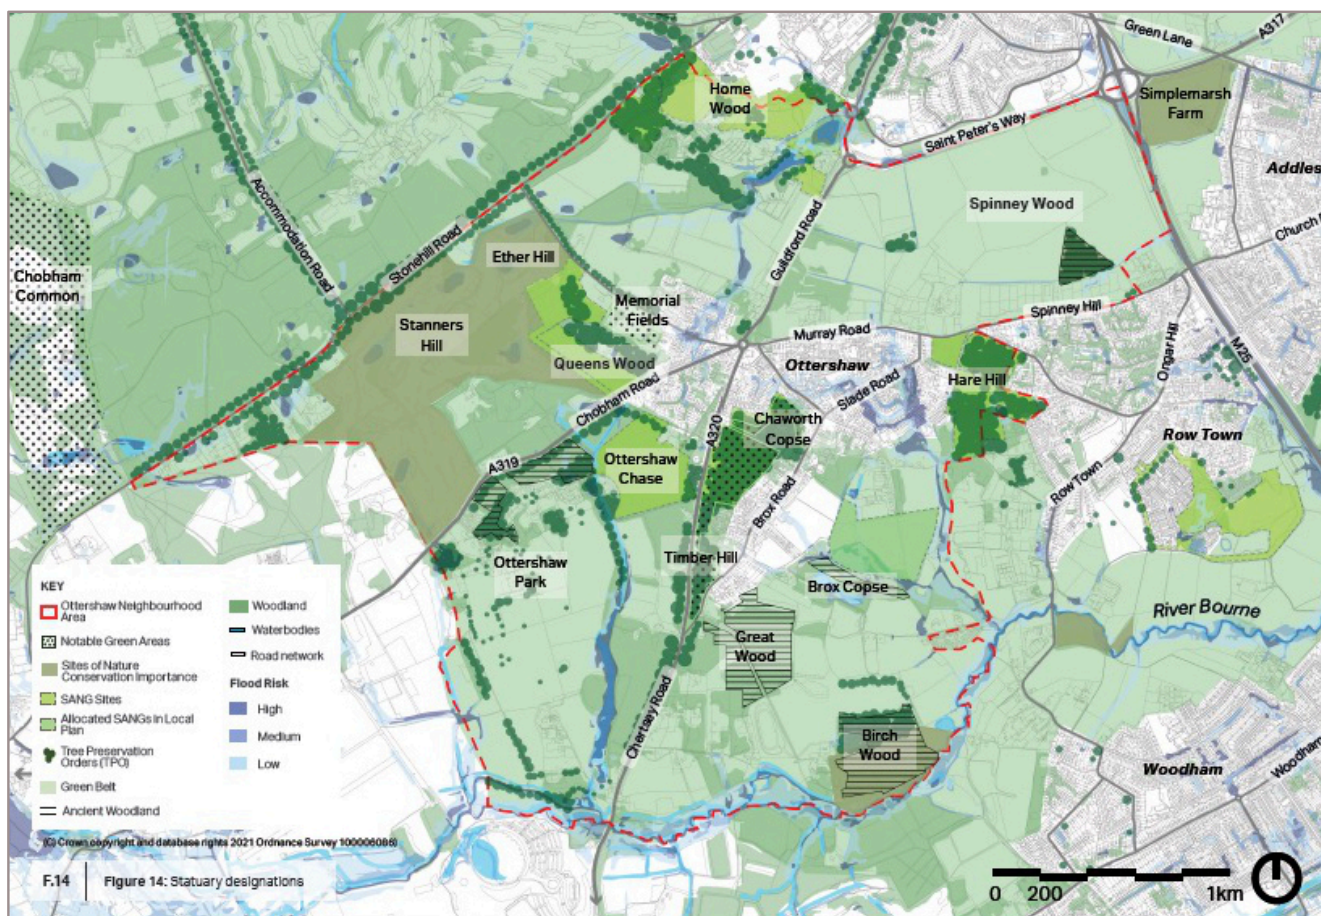 Green Lane
A317
Home
Wood
Simplemarsh
Farm
Saint Peter's Way
Addles
Accommodation Road
Spinney Wood
Guildford Road
Church
Stonehill Road
Ether Hill
Chobham
Common
Memorial
Fields
Spinney Hill
Stanners
Hill
Murray Road
Ottershaw
Queens Wood
Chobham Road
Slade Road
Hare Hill
Ongar Hill
M25
A320
Chaworth
Copse
Row Town
A319
Ottershaw
Chase
Brox Road
Row Town
Ottershaw
Park
Timber Hill
Brox Copse
River Bourne
Great
Wood
Chertsey Road
Birch
Wood
Woodham
Woodham
KEY
Ottershaw Neighbourhood
Area
Notable Green Areas
Sites of Nature
Conservation Importance
SANG Sites
Allocated SANGs in Local
Plan
Tree Preservation
Orders (TPO)
Green Belt
Ancient Woodland
Woodland
Waterbodies
Road network
Flood Risk
High
Medium
Low
(C) Crown copyright and database rights 2021 Ordnance Survey 100006086)
F.14
Figure 14: Statuary designations
0 200 1km